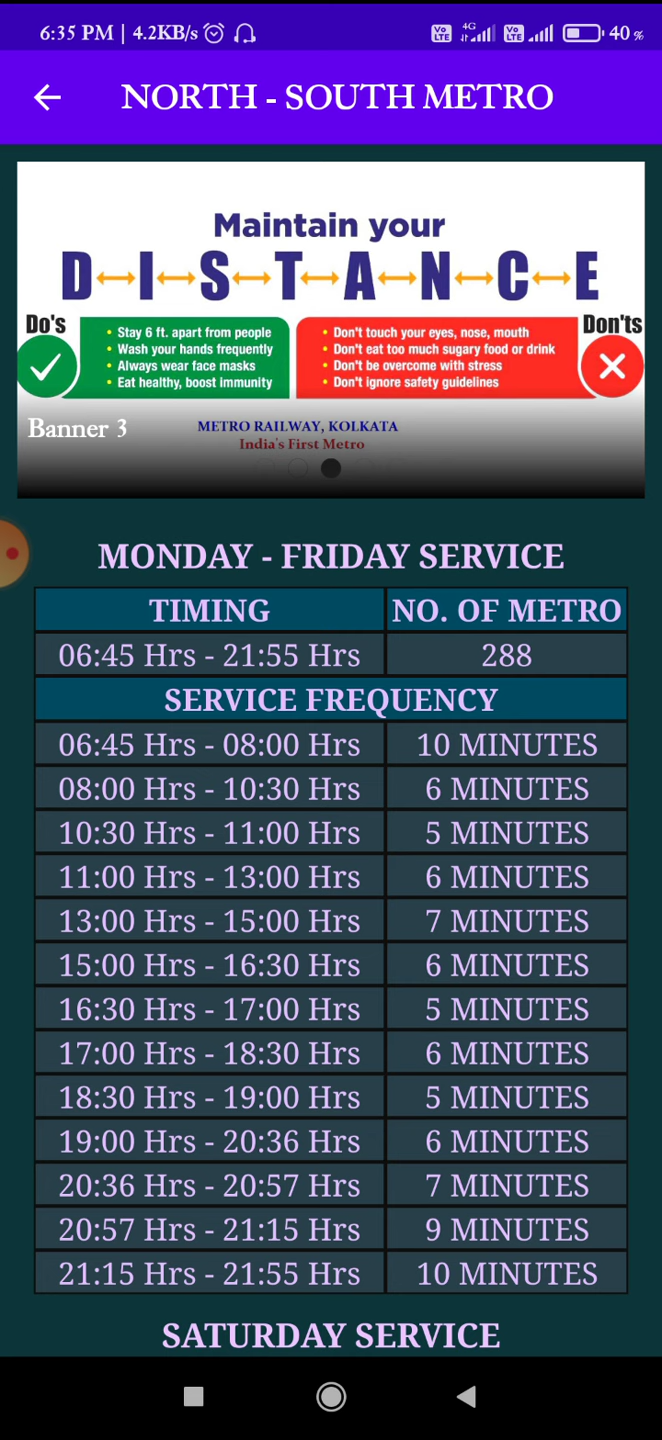 6:35 PM | 4.2KB/s Vo LTE 4G Vo LTE 40 %
NORTH - SOUTH METRO
Maintain your
D I S T A N C E
Do's
Don'ts
• Stay 6 ft. apart from people
• Wash your hands frequently
• Always wear face masks
• Eat healthy, boost immunity
• Don't touch your eyes, nose, mouth
• Don't eat too much sugary food or drink
• Don't be overcome with stress
• Don't ignore safety guidelines
Banner 3
METRO RAILWAY, KOLKATA
India's First Metro
MONDAY - FRIDAY SERVICE
TIMING NO. OF METRO
06:45 Hrs - 21:55 Hrs 288
SERVICE FREQUENCY
06:45 Hrs - 08:00 Hrs 10 MINUTES
08:00 Hrs - 10:30 Hrs 6 MINUTES
10:30 Hrs - 11:00 Hrs 5 MINUTES
11:00 Hrs - 13:00 Hrs 6 MINUTES
13:00 Hrs - 15:00 Hrs 7 MINUTES
15:00 Hrs - 16:30 Hrs 6 MINUTES
16:30 Hrs - 17:00 Hrs 5 MINUTES
17:00 Hrs - 18:30 Hrs 6 MINUTES
18:30 Hrs - 19:00 Hrs 5 MINUTES
19:00 Hrs - 20:36 Hrs 6 MINUTES
20:36 Hrs - 20:57 Hrs 7 MINUTES
20:57 Hrs - 21:15 Hrs 9 MINUTES
21:15 Hrs - 21:55 Hrs 10 MINUTES
SATURDAY SERVICE